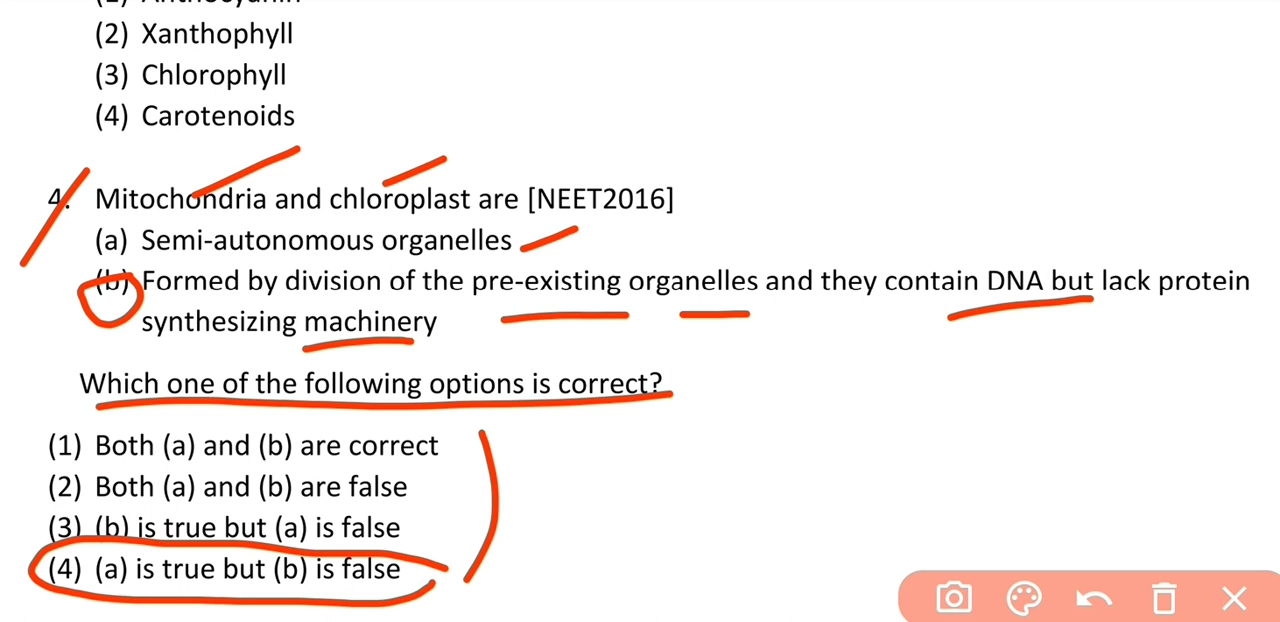 (2) Xanthophyll
(3) Chlorophyll
(4) Carotenoids
4. Mitochondria and chloroplast are [NEET2016]
(a) Semi-autonomous organelles
(b) Formed by division of the pre-existing organelles and they contain DNA but lack protein
synthesizing machinery
Which one of the following options is correct?
(1) Both (a) and (b) are correct
(2) Both (a) and (b) are false
(3) (b) is true but (a) is false
(4) (a) is true but (b) is false